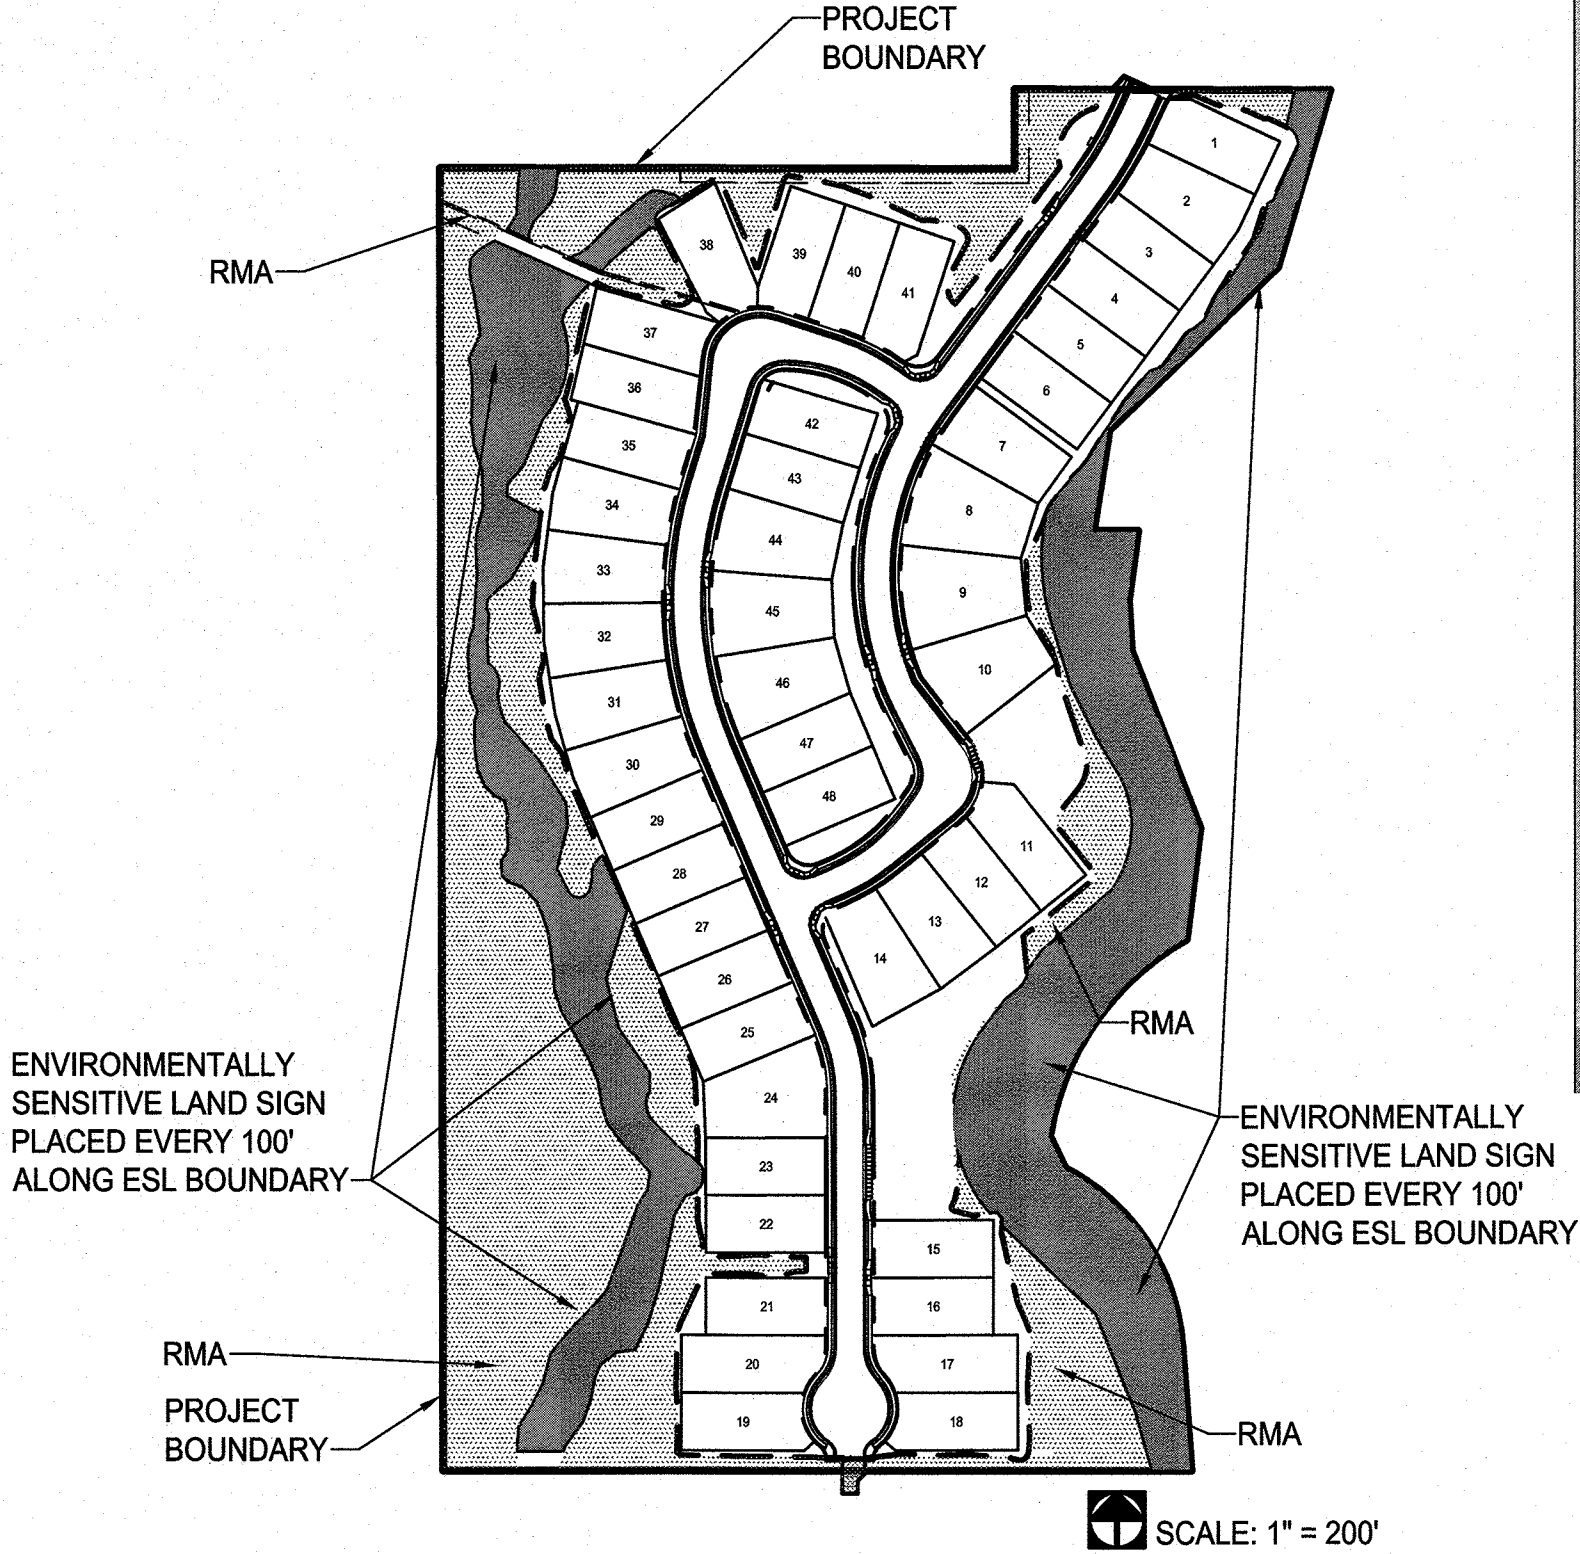 PROJECT
BOUNDARY
RMA
1
2
3
4
5
6
7
8
9
10
11
12
13
14
15
16
17
18
19
20
21
22
23
24
25
26
27
28
29
30
31
32
33
34
35
36
37
38
39
40
41
42
43
44
45
46
47
48
ENVIRONMENTALLY
SENSITIVE LAND SIGN
PLACED EVERY 100'
ALONG ESL BOUNDARY
RMA
ENVIRONMENTALLY
SENSITIVE LAND SIGN
PLACED EVERY 100'
ALONG ESL BOUNDARY
RMA
PROJECT
BOUNDARY
RMA
SCALE: 1" = 200'